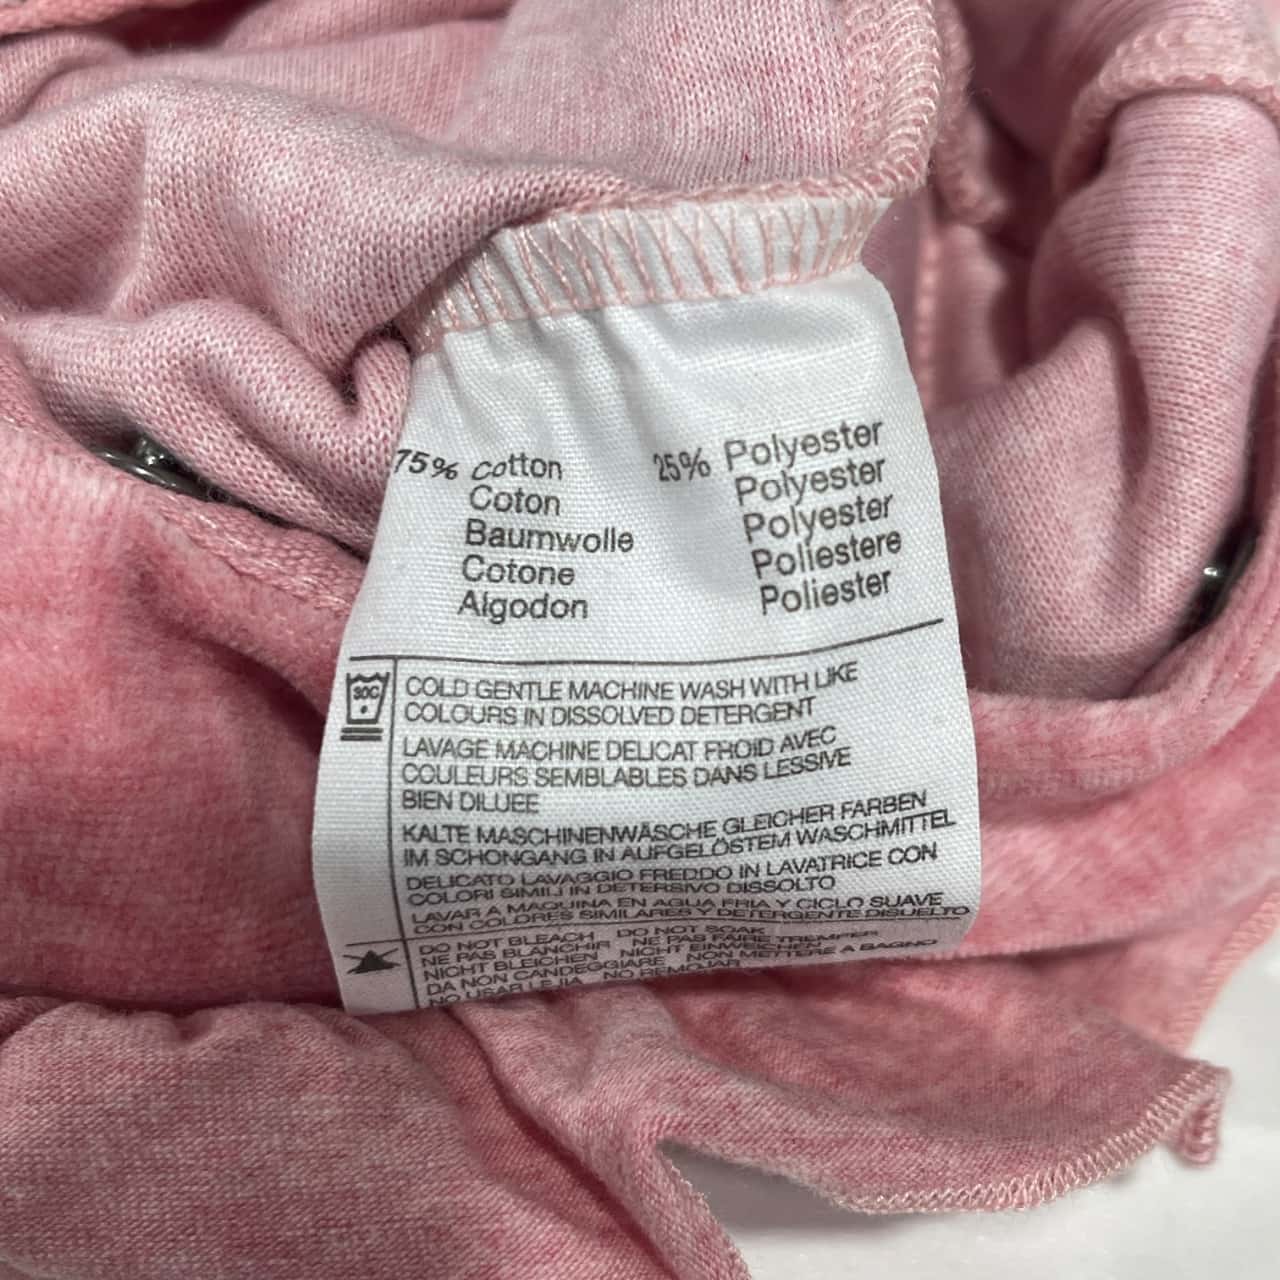 75% Cotton 25% Polyester
Coton Polyester
Baumwolle Polyester
Cotone Poliestere
Algodon Poliester
30C
COLD GENTLE MACHINE WASH WITH LIKE
COLOURS IN DISSOLVED DETERGENT
LAVAGE MACHINE DELICAT FROID AVEC
COULEURS SEMBLABLES DANS LESSIVE
BIEN DILUEE
KALTE MASCHINENWÄSCHE GLEICHER FARBEN
IM SCHONGANG IN AUFGELÖSTEM WASCHMITTEL
DELICATO LAVAGGIO FREDDO IN LAVATRICE CON
COLORI SIMILI IN DETERSIVO DISSOLTO
LAVAR A MAQUINA EN AGUA FRIA Y CICLO SUAVE
CON COLORES SIMILARES Y DETERGENTE DISUELTO
DO NOT BLEACH DO NOT SOAK
NE PAS BLANCHIR NE PAS FAIRE TREMPER
NICHT BLEICHEN NICHT EINWEICHEN
DA NON CANDEGGIARE NON METTERE A BAGNO
NO USAR LEJIA NO REMOJAR